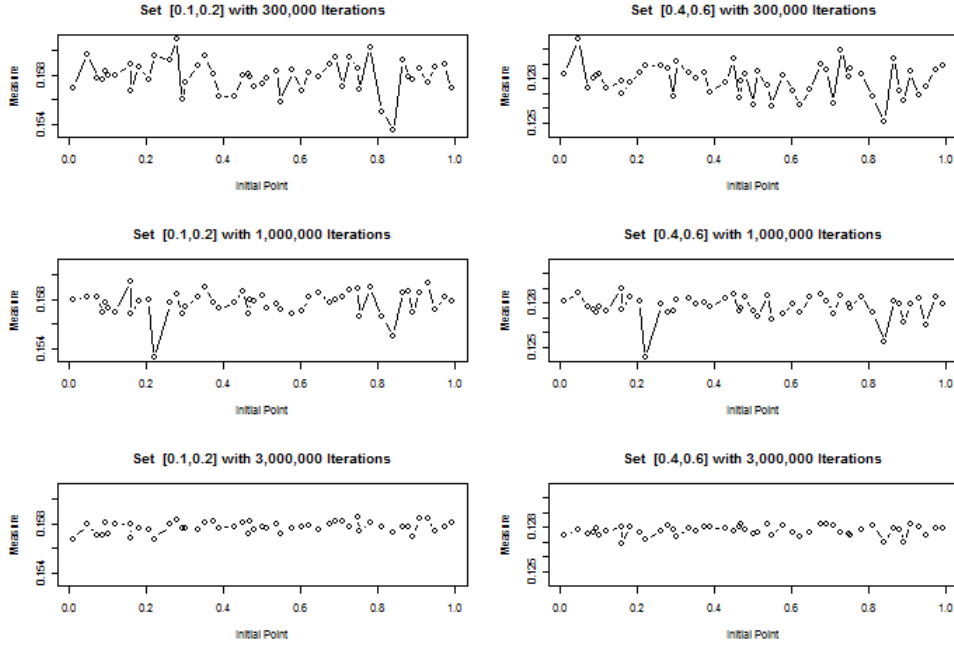 Set [0.1,0.2] with 300,000 Iterations
Measure
0.154 0.158
0.0 0.2 0.4 0.6 0.8 1.0
Initial Point
Set [0.4,0.6] with 300,000 Iterations
Measure
0.125 0.128
0.0 0.2 0.4 0.6 0.8 1.0
Initial Point
Set [0.1,0.2] with 1,000,000 Iterations
Measure
0.154 0.158
0.0 0.2 0.4 0.6 0.8 1.0
Initial Point
Set [0.4,0.6] with 1,000,000 Iterations
Measure
0.125 0.128
0.0 0.2 0.4 0.6 0.8 1.0
Initial Point
Set [0.1,0.2] with 3,000,000 Iterations
Measure
0.154 0.158
0.0 0.2 0.4 0.6 0.8 1.0
Initial Point
Set [0.4,0.6] with 3,000,000 Iterations
Measure
0.125 0.128
0.0 0.2 0.4 0.6 0.8 1.0
Initial Point